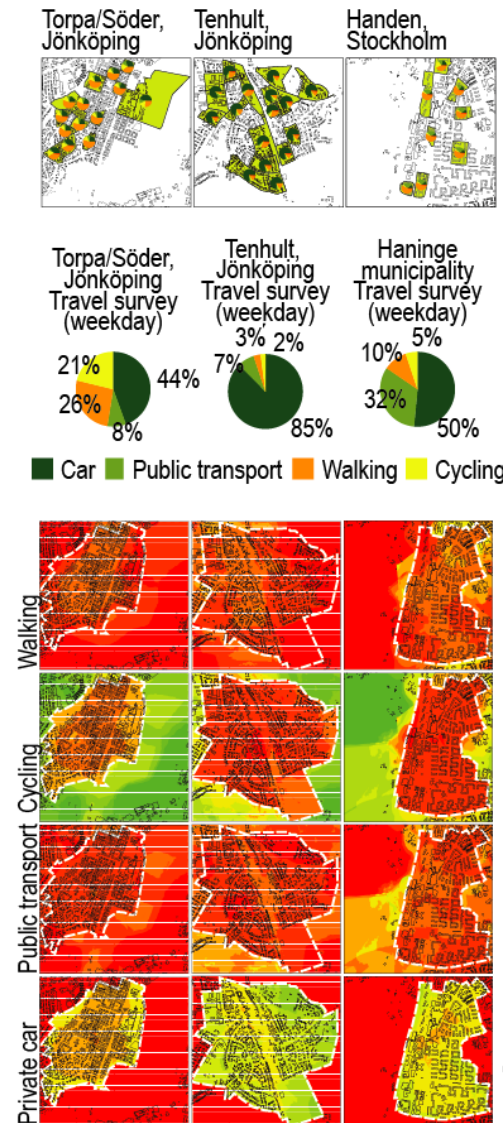 Torpa/Söder,
Jönköping
Tenhult,
Jönköping
Handen,
Stockholm
Torpa/Söder,
Jönköping
Travel survey
(weekday)
Tenhult,
Jönköping
Travel survey
(weekday)
Haninge
municipality
Travel survey
(weekday)
21%
44%
26%
8%
3%
2%
7%
85%
5%
10%
32%
50%
Car
Public transport
Walking
Cycling
Walking
Cycling
Public transport
Private car